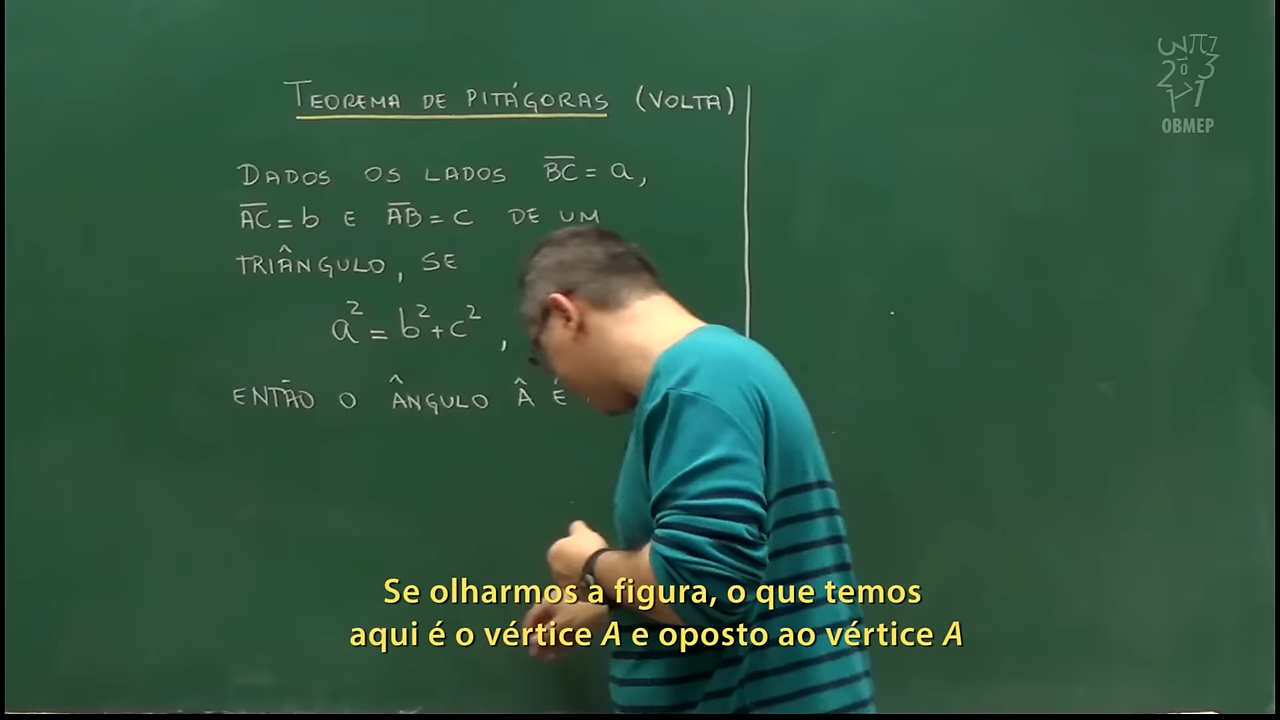 TEOREMA DE PITÁGORAS (VOLTA)
DADOS OS LADOS BC = a,
AC = b E AB = c DE UM
TRIÂNGULO, SE
a² = b² + c² ,
ENTÃO O ÂNGULO Â É
Se olharmos a figura, o que temos
aqui é o vértice A e oposto ao vértice A
OBMEP